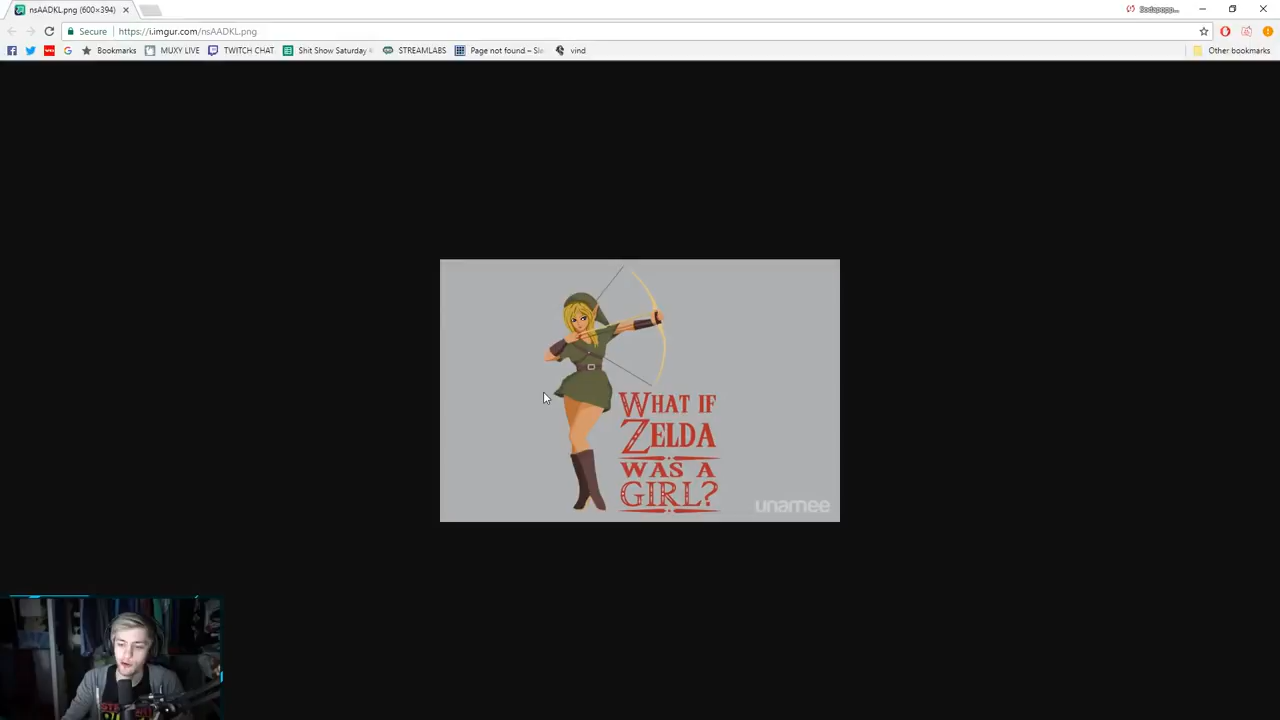 nsAADKL.png (600×394)
Secure
https://i.imgur.com/nsAADKL.png
Bookmarks
MUXY LIVE
TWITCH CHAT
Shit Show Saturday
STREAMLABS
Page not found – Sle
vind
Other bookmarks
WHAT IF
ZELDA
WAS A
GIRL?
unamee